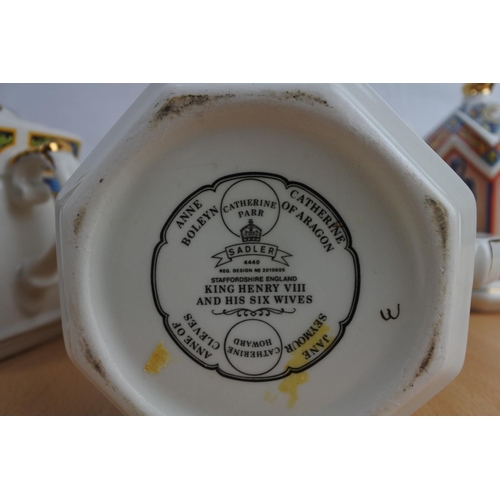 CATHERINE
PARR
ANNE
BOLEYN
CATHERINE
OF ARAGON
SADLER
4440
REG. DESIGN NO 2019805
STAFFORDSHIRE ENGLAND
KING HENRY VIII
AND HIS SIX WIVES
ANNE OF
CLEVES
JANE
SEYMOUR
CATHERINE
HOWARD
W